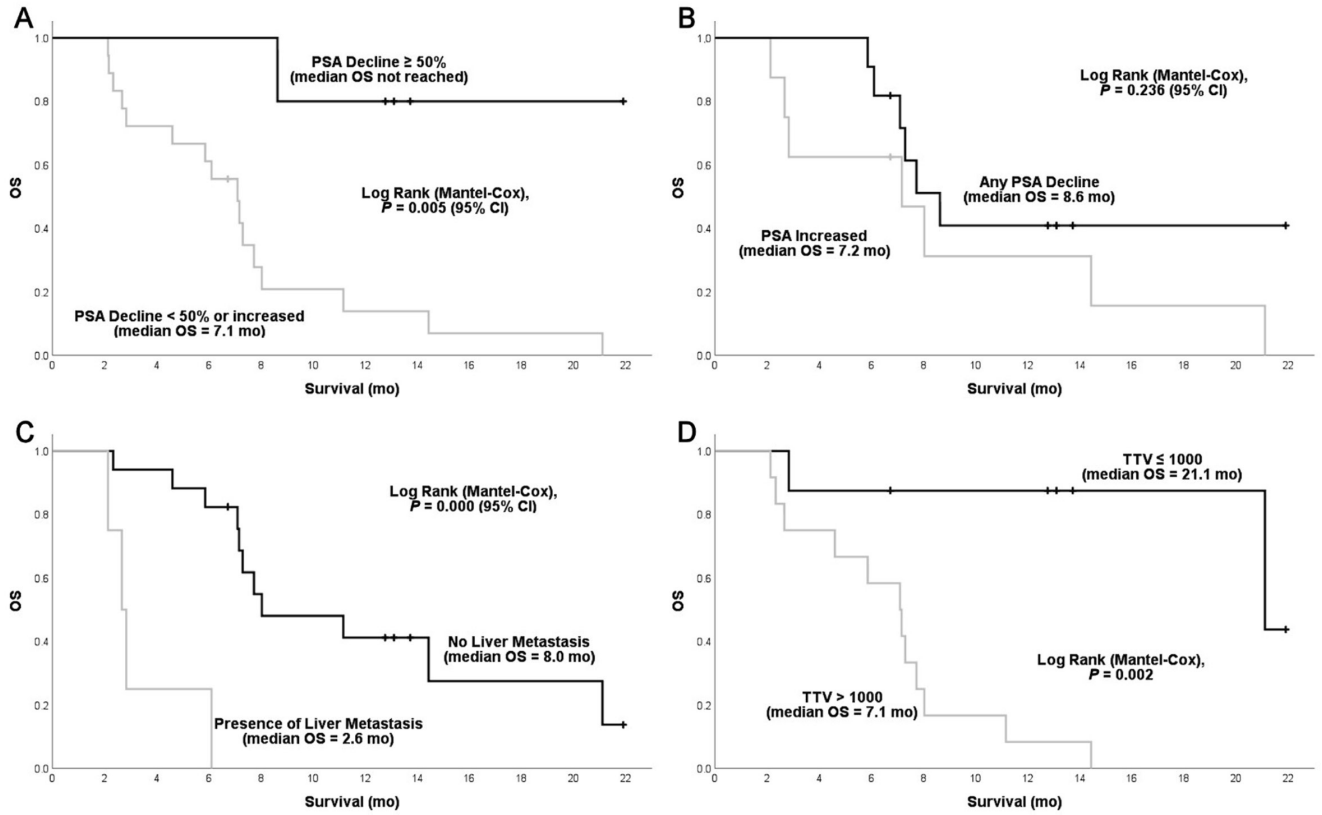 A
OS
1.0
0.8
0.6
0.4
0.2
0.0
PSA Decline ≥ 50%
(median OS not reached)
Log Rank (Mantel-Cox),
P = 0.005 (95% CI)
PSA Decline < 50% or increased
(median OS = 7.1 mo)
0 2 4 6 8 10 12 14 16 18 20 22
Survival (mo)
B
OS
1.0
0.8
0.6
0.4
0.2
0.0
Log Rank (Mantel-Cox),
P = 0.236 (95% CI)
Any PSA Decline
(median OS = 8.6 mo)
PSA Increased
(median OS = 7.2 mo)
0 2 4 6 8 10 12 14 16 18 20 22
Survival (mo)
C
OS
1.0
0.8
0.6
0.4
0.2
0.0
Log Rank (Mantel-Cox),
P = 0.000 (95% CI)
No Liver Metastasis
(median OS = 8.0 mo)
Presence of Liver Metastasis
(median OS = 2.6 mo)
0 2 4 6 8 10 12 14 16 18 20 22
Survival (mo)
D
OS
1.0
0.8
0.6
0.4
0.2
0.0
TTV ≤ 1000
(median OS = 21.1 mo)
Log Rank (Mantel-Cox),
P = 0.002
TTV > 1000
(median OS = 7.1 mo)
0 2 4 6 8 10 12 14 16 18 20 22
Survival (mo)